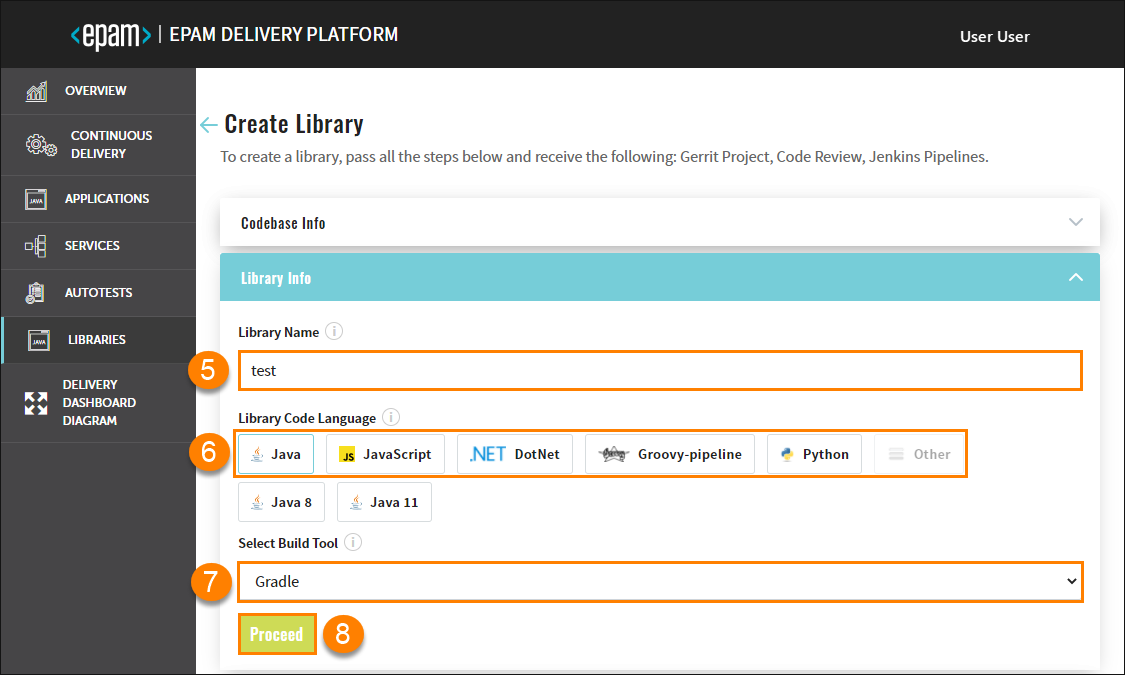 <epam> | EPAM DELIVERY PLATFORM
User User
OVERVIEW
CONTINUOUS
DELIVERY
APPLICATIONS
SERVICES
AUTOTESTS
LIBRARIES
DELIVERY
DASHBOARD
DIAGRAM
Create Library
To create a library, pass all the steps below and receive the following: Gerrit Project, Code Review, Jenkins Pipelines.
Codebase Info
Library Info
Library Name
5
test
Library Code Language
6
Java JavaScript .NET DotNet Groovy-pipeline Python Other
Java 8 Java 11
Select Build Tool
7
Gradle
Proceed 8